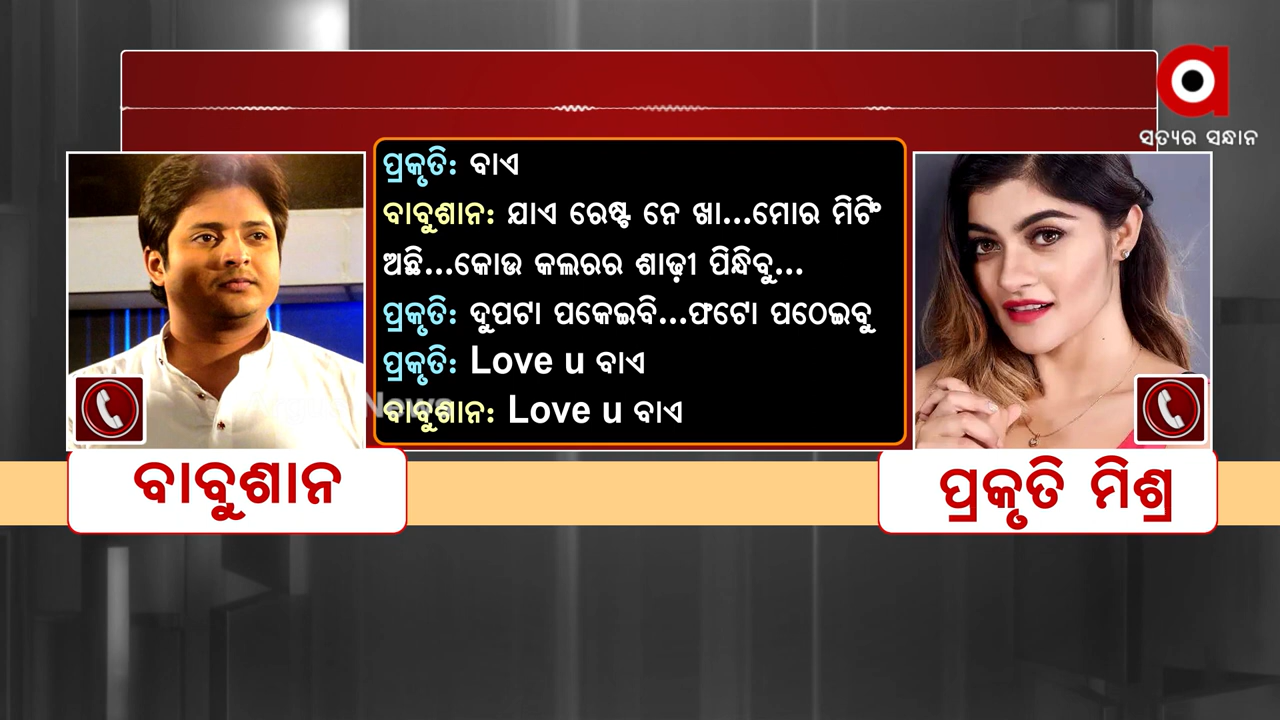 ସତ୍ୟର ସନ୍ଧାନ
ପ୍ରକୃତି: ବାଏ
ବାବୁଶାନ: ଯାଏ ରେଷ୍ଟ ନେ ଖା...ମୋର ମିଟିଂ
ଅଛି...କୋଉ କଲରର ଶାଢ଼ୀ ପିନ୍ଧିବୁ...
ପ୍ରକୃତି: ଦୁପଟା ପକେଇବି...ଫଟୋ ପଠେଇବୁ
ପ୍ରକୃତି: Love u ବାଏ
ବାବୁଶାନ: Love u ବାଏ
ବାବୁଶାନ
ପ୍ରକୃତି ମିଶ୍ର